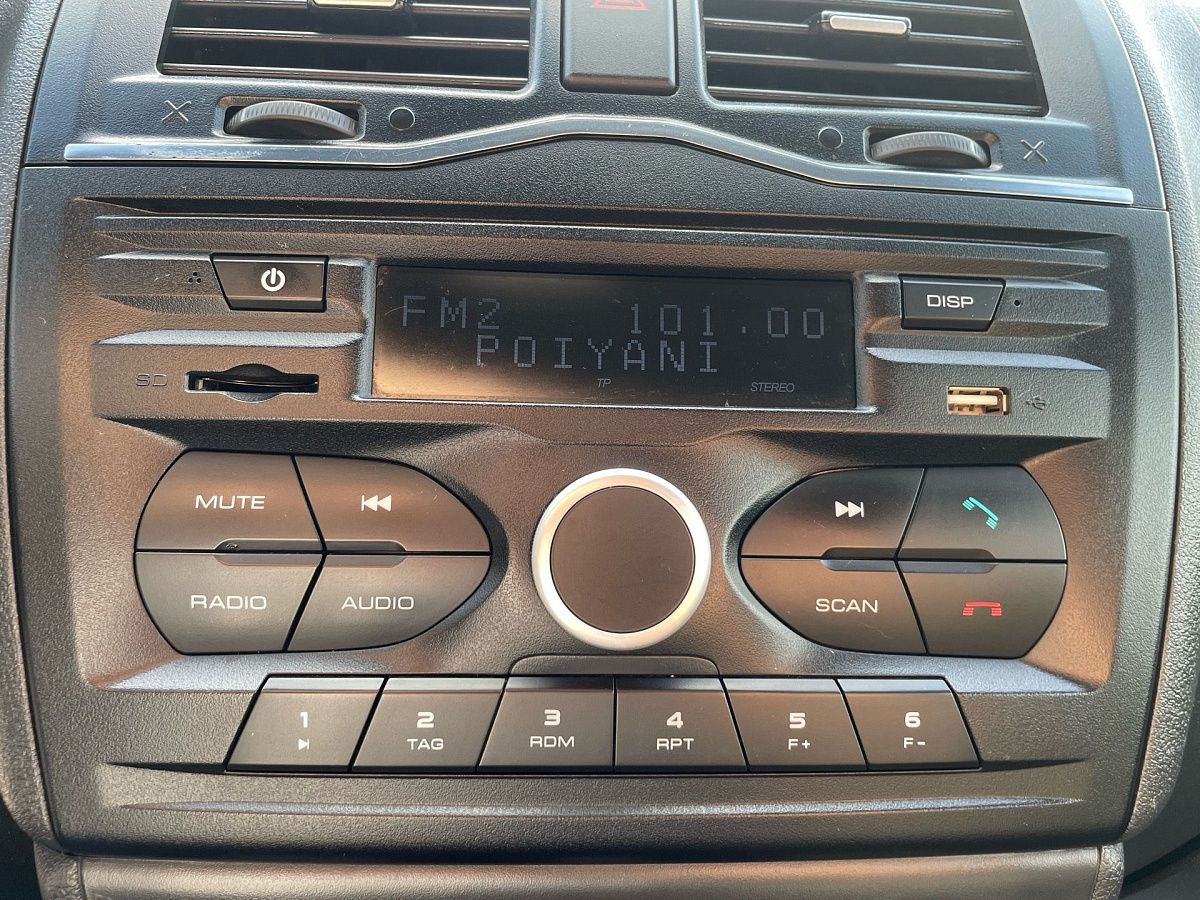 DISP
FM2 101.00
POIYANI
TP STEREO
SD
MUTE
RADIO
AUDIO
SCAN
1
2
TAG
3
RDM
4
RPT
5
F+
6
F-